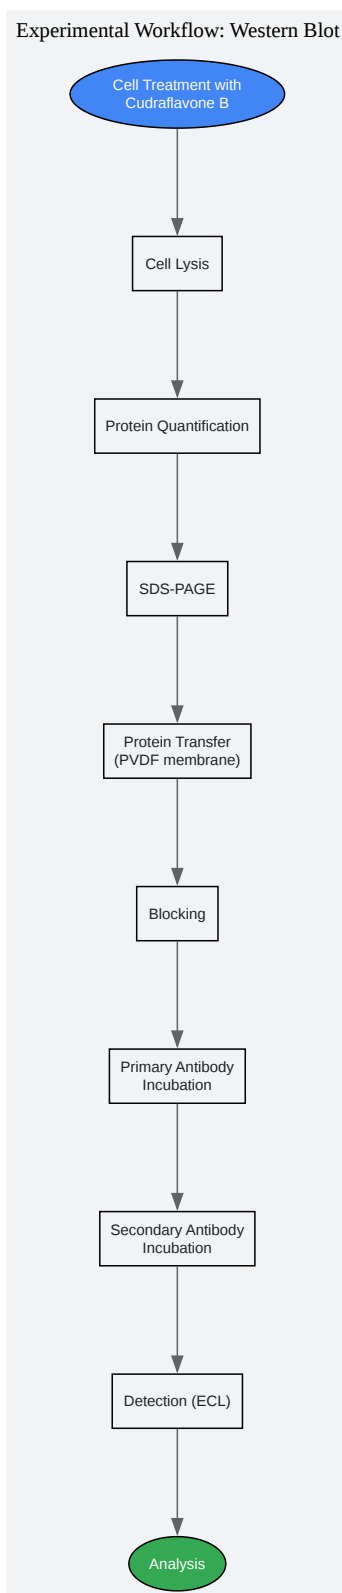 Experimental Workflow: Western Blot
Cell Treatment with
Cudraflavone B
Cell Lysis
Protein Quantification
SDS-PAGE
Protein Transfer
(PVDF membrane)
Blocking
Primary Antibody
Incubation
Secondary Antibody
Incubation
Detection (ECL)
Analysis